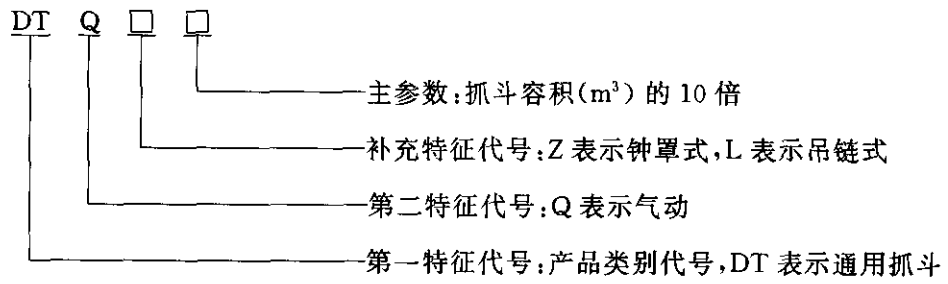 DT Q □ □
主参数:抓斗容积(m³)的10倍
补充特征代号:Z表示钟罩式,L表示吊链式
第二特征代号:Q表示气动
第一特征代号:产品类别代号,DT表示通用抓斗